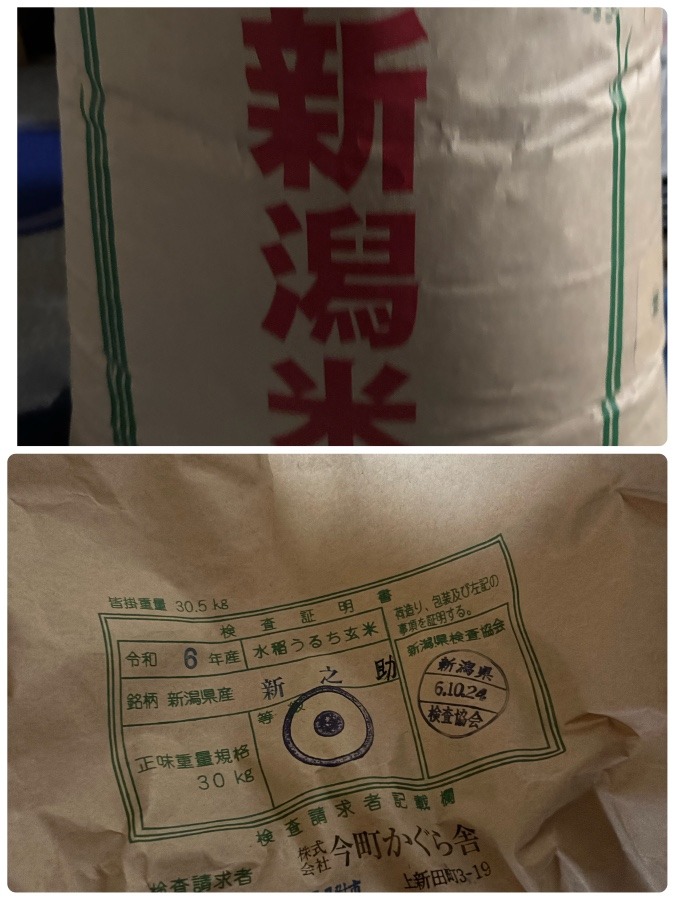 新潟米
皆掛重量 30.5 kg
検査証明書
令和 6 年産 水稲うるち玄米
銘柄 新潟県産 新之助
等級
正味重量規格
30 kg
荷造り、包装及び左記の
事項を証明する。
新潟県検査協会
新潟県
6.10.24
検査協会
検査請求者記載欄
株式会社 今町かぐら舎
検査請求者
上新田町3-19